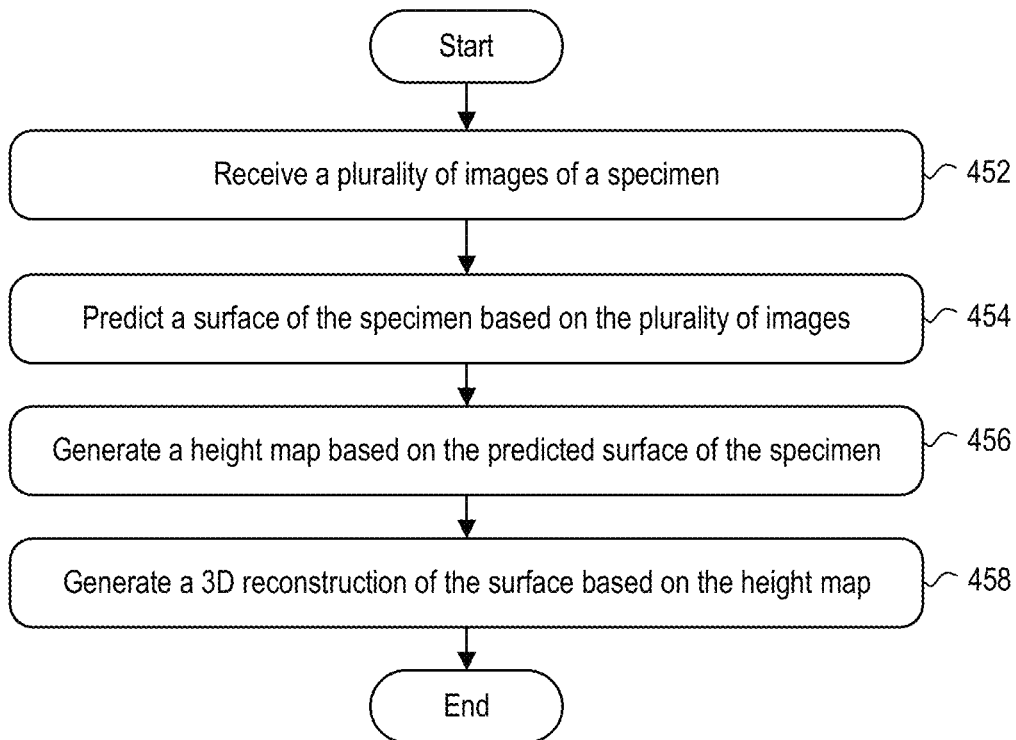 Start
Receive a plurality of images of a specimen
452
Predict a surface of the specimen based on the plurality of images
454
Generate a height map based on the predicted surface of the specimen
456
Generate a 3D reconstruction of the surface based on the height map
458
End